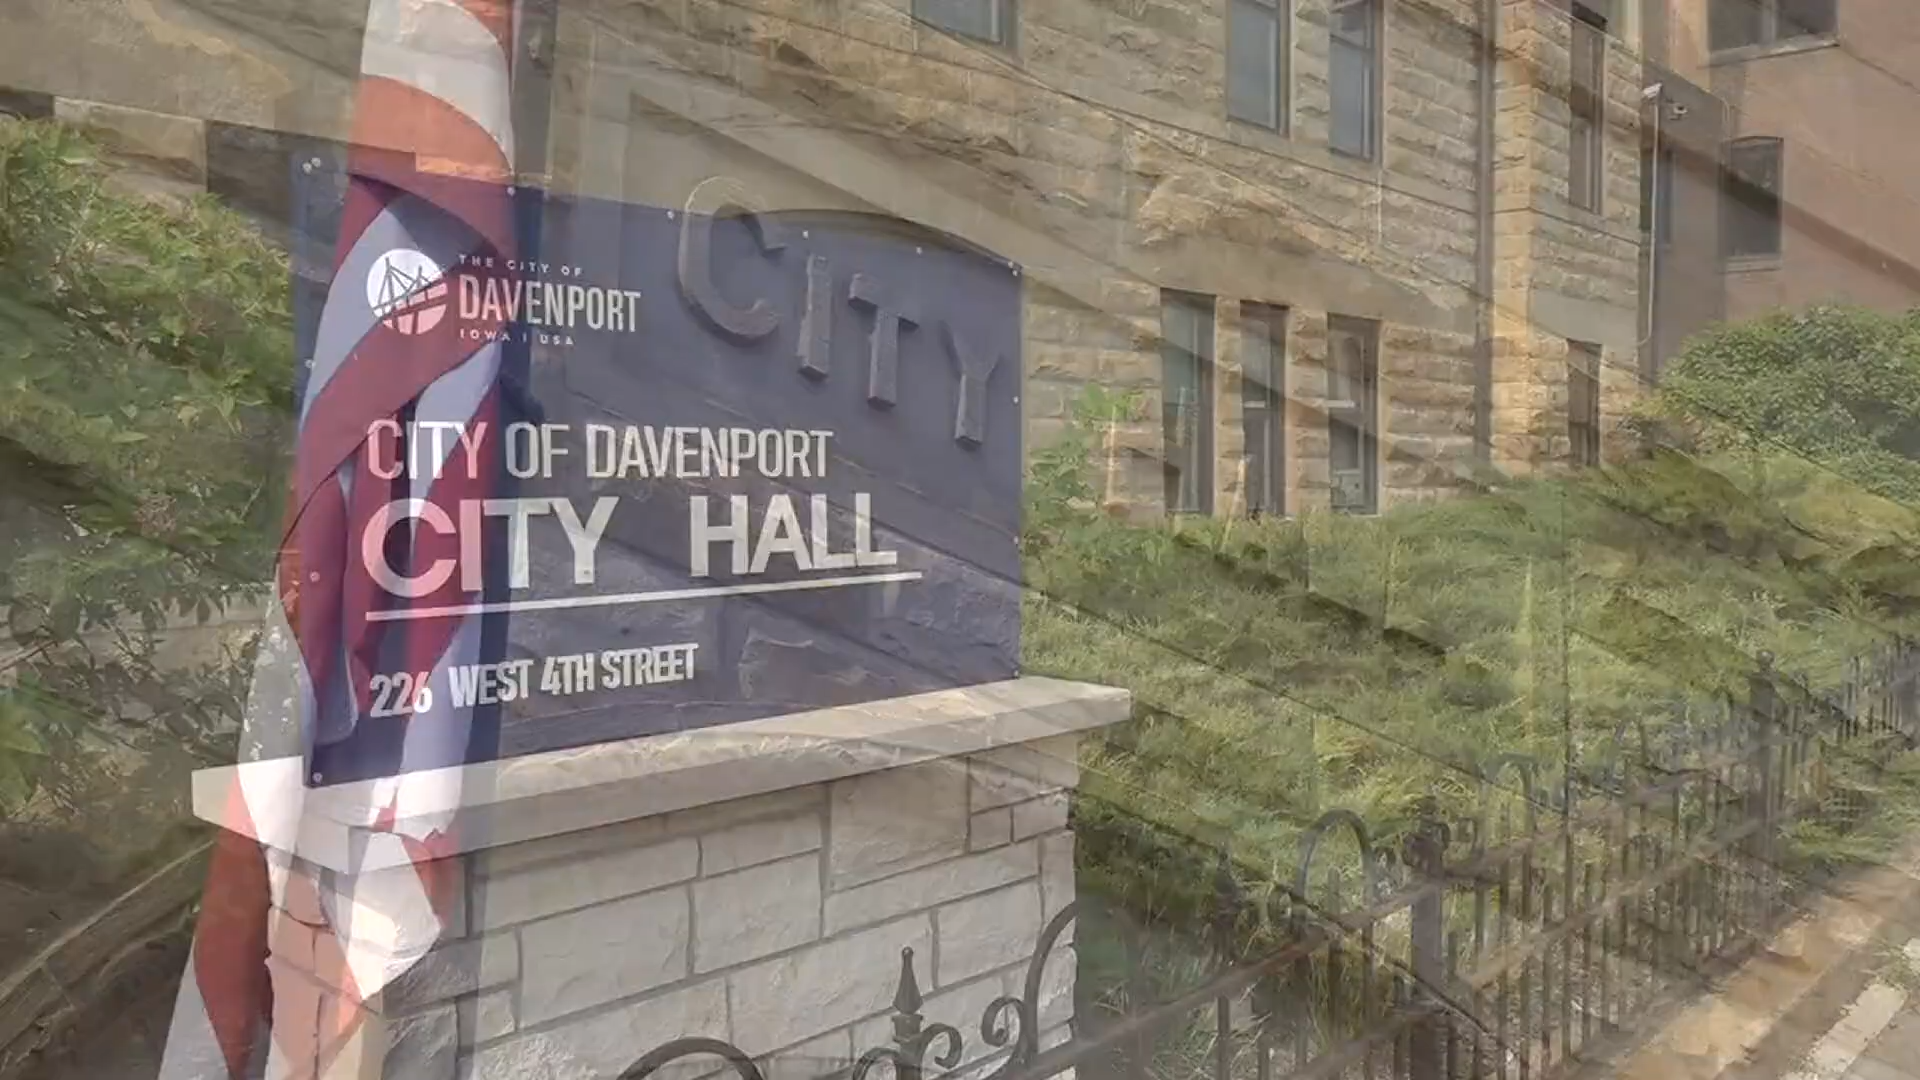 THE CITY OF
DAVENPORT
IOWA | USA
CITY
CITY OF DAVENPORT
CITY HALL
226 WEST 4TH STREET